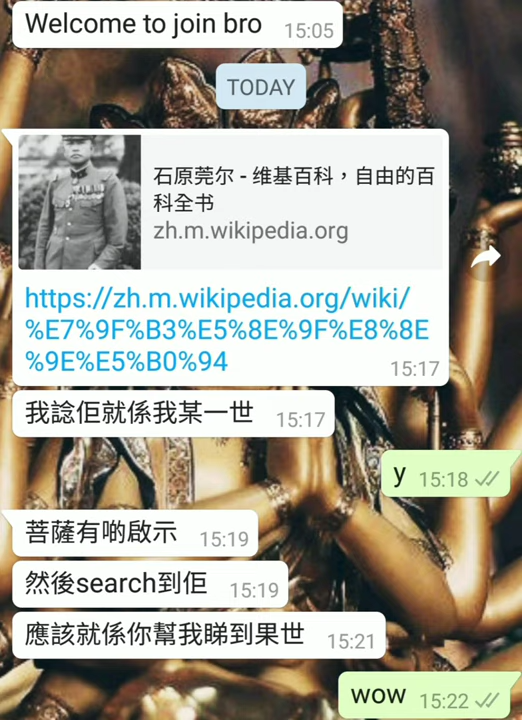 Welcome to join bro 15:05
TODAY
石原莞尔 - 维基百科，自由的百
科全书
zh.m.wikipedia.org
https://zh.m.wikipedia.org/wiki/
%E7%9F%B3%E5%8E%9F%E8%8E
%9E%E5%B0%94 15:17
我諗佢就係我某一世 15:17
y 15:18
菩薩有啲啟示 15:19
然後search到佢 15:19
應該就係你幫我睇到果世 15:21
wow 15:22